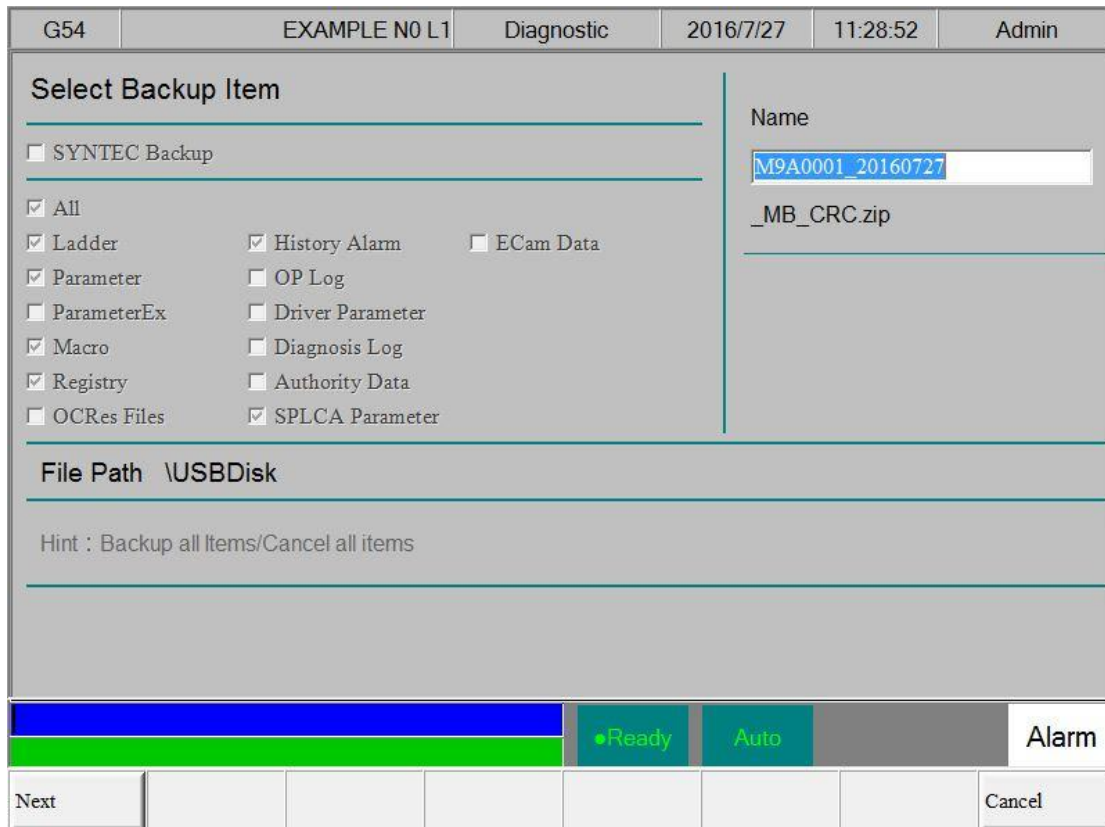 G54 EXAMPLE N0 L1 Diagnostic 2016/7/27 11:28:52 Admin
Select Backup Item
SYNTEC Backup
All
Ladder History Alarm ECam Data
Parameter OP Log
ParameterEx Driver Parameter
Macro Diagnosis Log
Registry Authority Data
OCRes Files SPLCA Parameter
Name
M9A0001_20160727
_MB_CRC.zip
File Path \USBDisk
Hint : Backup all Items/Cancel all items
●Ready Auto Alarm
Next Cancel